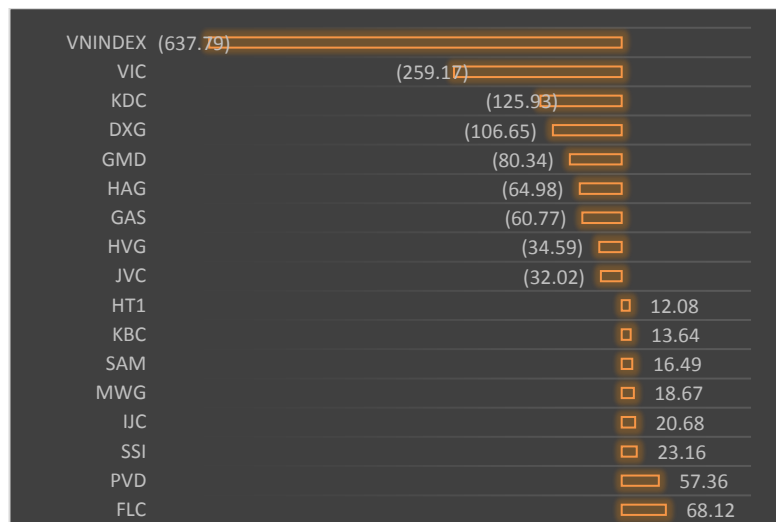 VNINDEX (637.79)
VIC (259.17)
KDC (125.93)
DXG (106.65)
GMD (80.34)
HAG (64.98)
GAS (60.77)
HVG (34.59)
JVC (32.02)
HT1 12.08
KBC 13.64
SAM 16.49
MWG 18.67
IJC 20.68
SSI 23.16
PVD 57.36
FLC 68.12